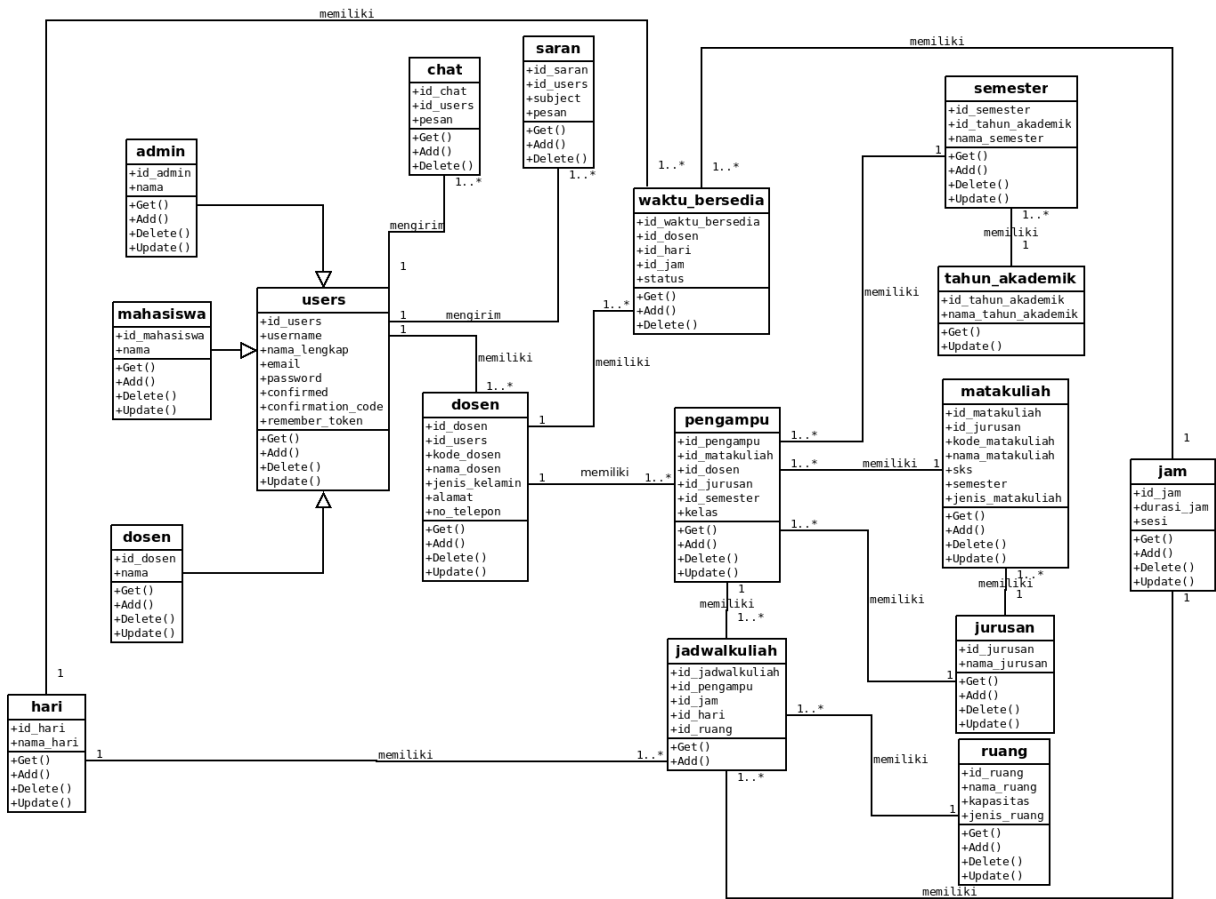 memiliki
chat
+id_chat
+id_users
+pesan
+Get()
+Add()
+Delete()
1..*
saran
+id_saran
+id_users
+subject
+pesan
+Get()
+Add()
+Delete()
1..*
memiliki
semester
+id_semester
+id_tahun_akademik
+nama_semester
+Get()
+Add()
+Delete()
+Update()
1
1..*
memiliki
1
tahun_akademik
+id_tahun_akademik
+nama_tahun_akademik
+Get()
+Update()
admin
+id_admin
+nama
+Get()
+Add()
+Delete()
+Update()
1..*
1..*
waktu_bersedia
+id_waktu_bersedia
+id_dosen
+id_hari
+id_jam
+status
+Get()
+Add()
+Delete()
1..*
mengirim
1
mahasiswa
+id_mahasiswa
+nama
+Get()
+Add()
+Delete()
+Update()
users
+id_users
+username
+nama_lengkap
+email
+password
+confirmed
+confirmation_code
+remember_token
+Get()
+Add()
+Delete()
+Update()
1
mengirim
1
memiliki
1..*
memiliki
memiliki
dosen
+id_dosen
+id_users
+kode_dosen
+nama_dosen
+jenis_kelamin
+alamat
+no_telepon
+Get()
+Add()
+Delete()
+Update()
1
1
memiliki
1..*
pengampu
+id_pengampu
+id_matakuliah
+id_dosen
+id_jurusan
+id_semester
+kelas
+Get()
+Add()
+Delete()
+Update()
1..*
1..*
memiliki
1
1..*
matakuliah
+id_matakuliah
+id_jurusan
+kode_matakuliah
+nama_matakuliah
+sks
+semester
+jenis_matakuliah
+Get()
+Add()
+Delete()
+Update()
1..*
memiliki
1
1
jam
+id_jam
+durasi_jam
+sesi
+Get()
+Add()
+Delete()
+Update()
1
dosen
+id_dosen
+nama
+Get()
+Add()
+Delete()
+Update()
1
memiliki
1..*
memiliki
jurusan
+id_jurusan
+nama_jurusan
+Get()
+Add()
+Delete()
+Update()
1
jadwalkuliah
+id_jadwalkuliah
+id_pengampu
+id_jam
+id_hari
+id_ruang
+Get()
+Add()
1..*
1..*
1..*
memiliki
1
ruang
+id_ruang
+nama_ruang
+kapasitas
+jenis_ruang
+Get()
+Add()
+Delete()
+Update()
1
hari
+id_hari
+nama_hari
+Get()
+Add()
+Delete()
+Update()
1
memiliki
memiliki